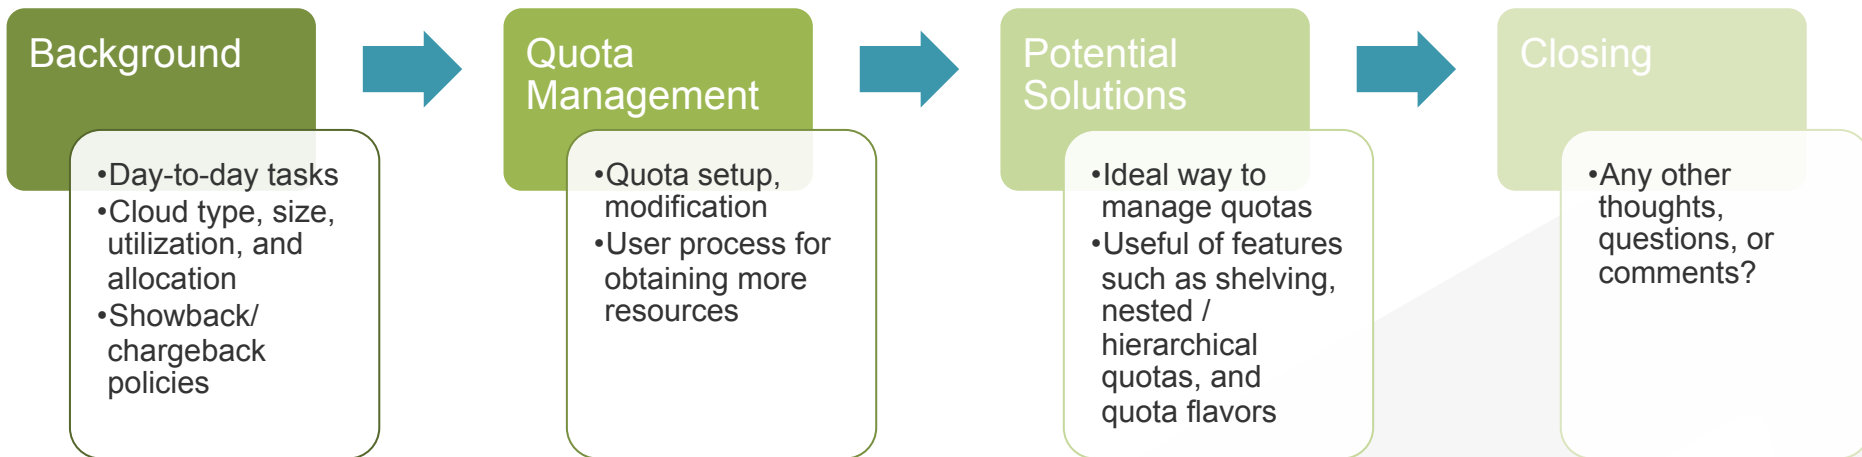 Background
•Day-to-day tasks
•Cloud type, size,
utilization, and
allocation
•Showback/
chargeback
policies
Quota
Management
•Quota setup,
modification
•User process for
obtaining more
resources
Potential
Solutions
•Ideal way to
manage quotas
•Useful of features
such as shelving,
nested /
hierarchical
quotas, and
quota flavors
Closing
•Any other
thoughts,
questions, or
comments?